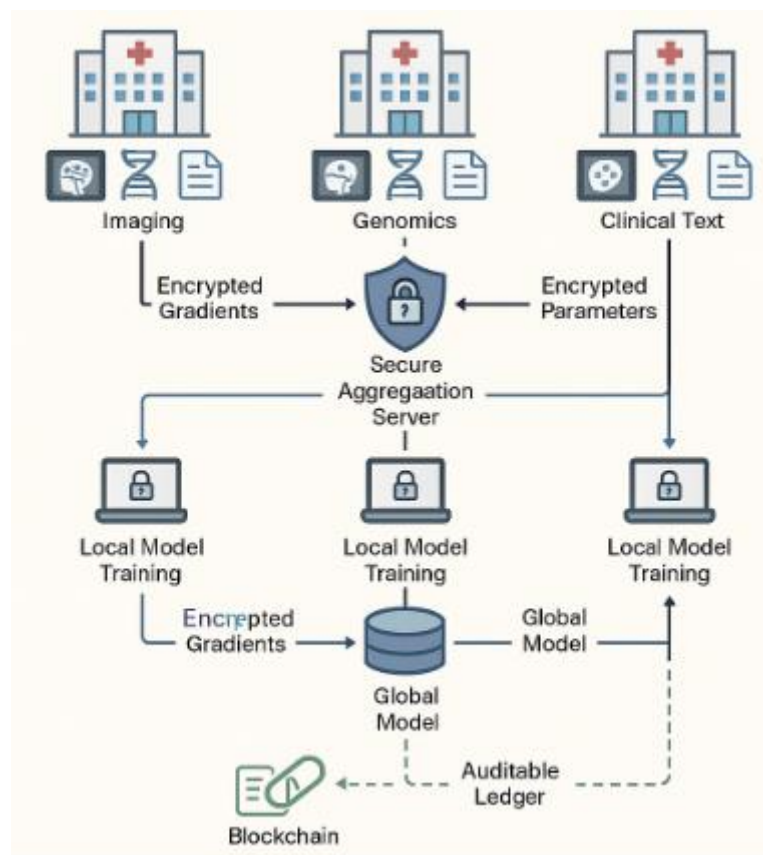 Imaging
Genomics
Clinical Text
Encrypted
Gradients
Encrypted
Parameters
Secure
Aggregaation
Server
Local Model
Training
Local Model
Training
Local Model
Training
Encrypted
Gradients
Global
Model
Global
Model
Auditable
Ledger
Blockchain